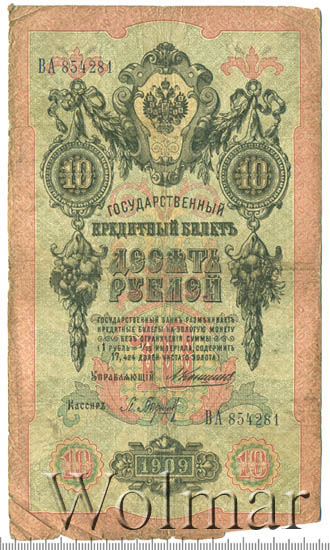 ВА 854281
10 10
ГОСУДАРСТВЕННЫЙ
КРЕДИТНЫЙ БИЛЕТЪ
ДЕСЯТЬ
РУБЛЕЙ
ГОСУДАРСТВЕННЫЙ БАНКЪ РАЗМѢНИВАЕТЪ
КРЕДИТНЫЕ БИЛЕТЫ НА ЗОЛОТУЮ МОНЕТУ
БЕЗЪ ОГРАНИЧЕНІЯ СУММЫ
(1 РУБЛЬ = 1/15 ИМПЕРІАЛА, СОДЕРЖИТЪ
17,424 ДОЛЕЙ ЧИСТАГО ЗОЛОТА)
Управляющій
Кассиръ
ВА 854281
10 1909 10
Wolmar